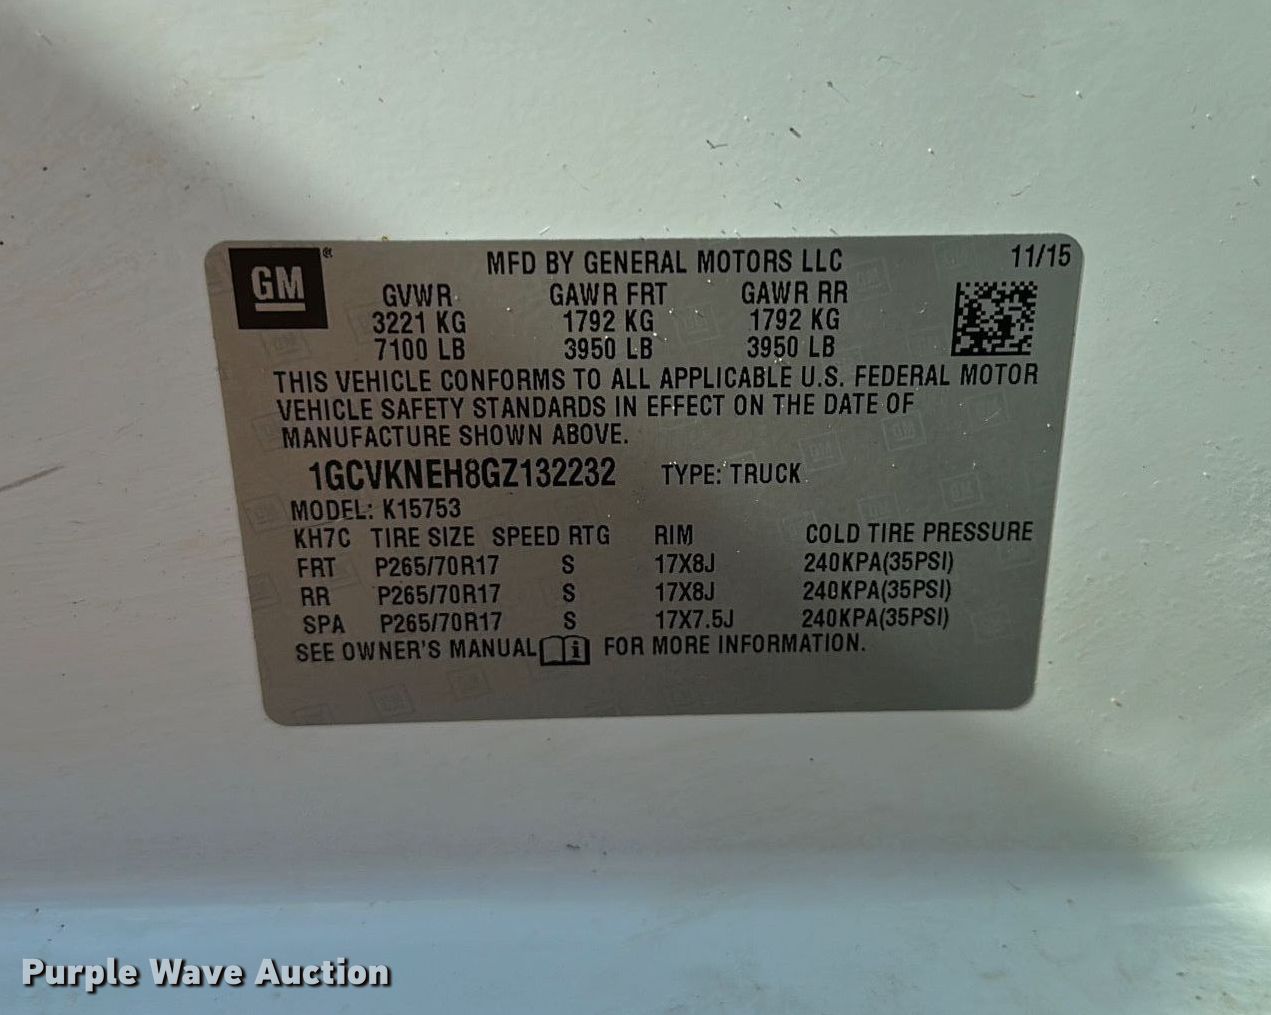 GM
MFD BY GENERAL MOTORS LLC 11/15
GVWR GAWR FRT GAWR RR
3221 KG 1792 KG 1792 KG
7100 LB 3950 LB 3950 LB
THIS VEHICLE CONFORMS TO ALL APPLICABLE U.S. FEDERAL MOTOR
VEHICLE SAFETY STANDARDS IN EFFECT ON THE DATE OF
MANUFACTURE SHOWN ABOVE.
1GCVKNEH8GZ132232 TYPE: TRUCK
MODEL: K15753
KH7C TIRE SIZE SPEED RTG RIM COLD TIRE PRESSURE
FRT P265/70R17 S 17X8J 240KPA(35PSI)
RR P265/70R17 S 17X8J 240KPA(35PSI)
SPA P265/70R17 S 17X7.5J 240KPA(35PSI)
SEE OWNER'S MANUAL i FOR MORE INFORMATION.
Purple Wave Auction